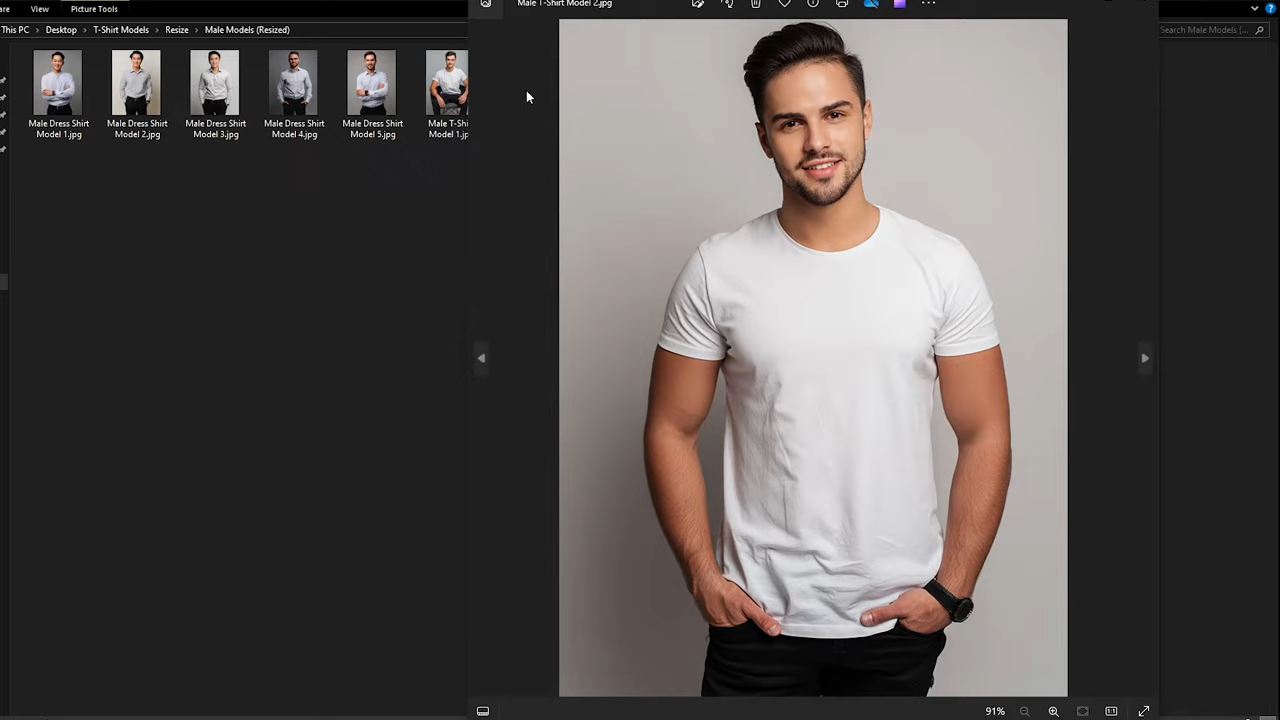 View
Picture Tools
Male T-Shirt Model 2.jpg
This PC > Desktop > T-Shirt Models > Resize > Male Models (Resized)
Search Male Models (...
Male Dress Shirt
Model 1.jpg
Male Dress Shirt
Model 2.jpg
Male Dress Shirt
Model 3.jpg
Male Dress Shirt
Model 4.jpg
Male Dress Shirt
Model 5.jpg
Male T-Sh
Model 1.jp
91%